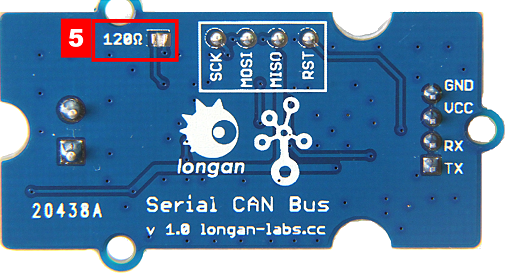 5
120Ω
SCK
MOSI
MISO
RST
GND
VCC
RX
TX
longan
20438A
Serial CAN Bus
v 1.0 longan-labs.cc